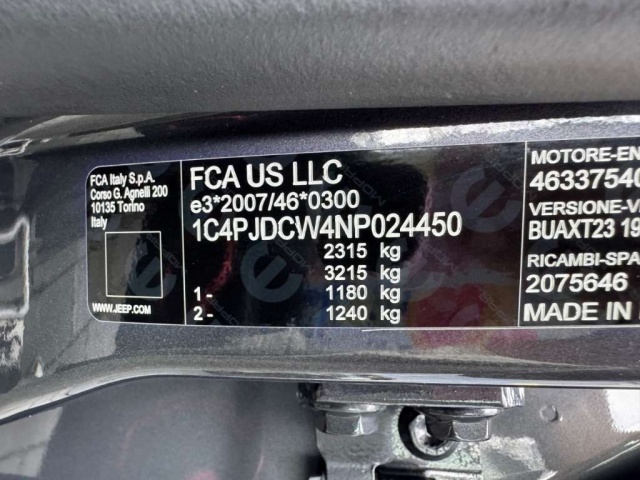 FCA Italy S.p.A.
Corso G. Agnelli 200
10135 Torino
Italy
WWW.JEEP.COM
FCA US LLC
e3*2007/46*0300
1C4PJDCW4NP024450
2315 kg
3215 kg
1 - 1180 kg
2 - 1240 kg
MOTORE-EN
46337540
VERSIONE-VE
BUAXT23 19
RICAMBI-SPA
2075646
MADE IN